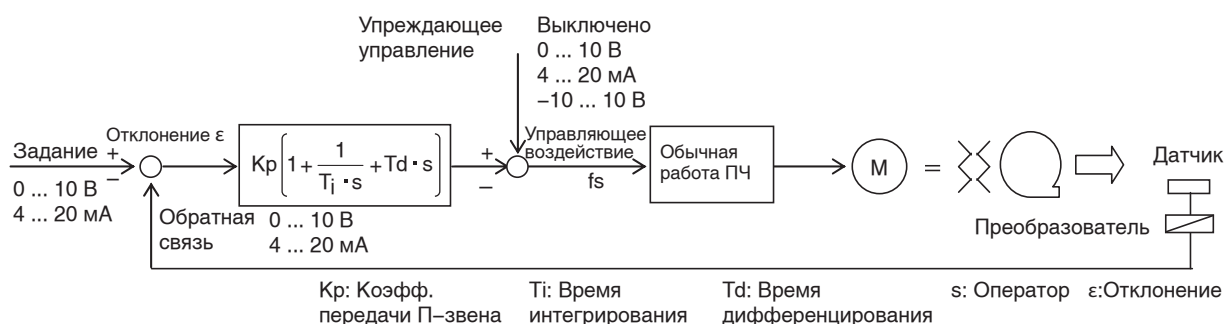 Упреждающее
управление
Выключено
0 ... 10 В
4 ... 20 мА
−10 ... 10 В
Задание
+
−
0 ... 10 В
4 ... 20 мА
Отклонение ε
Kp(1+ 1/(Ti·s) +Td·s)
+
−
Управляющее
воздействие
fs
Обычная
работа ПЧ
М
=
Датчик
Преобразователь
Обратная
связь
0 ... 10 В
4 ... 20 мА
Kp: Коэфф.
передачи П−звена
Ti: Время
интегрирования
Td: Время
дифференцирования
s: Оператор
ε:Отклонение